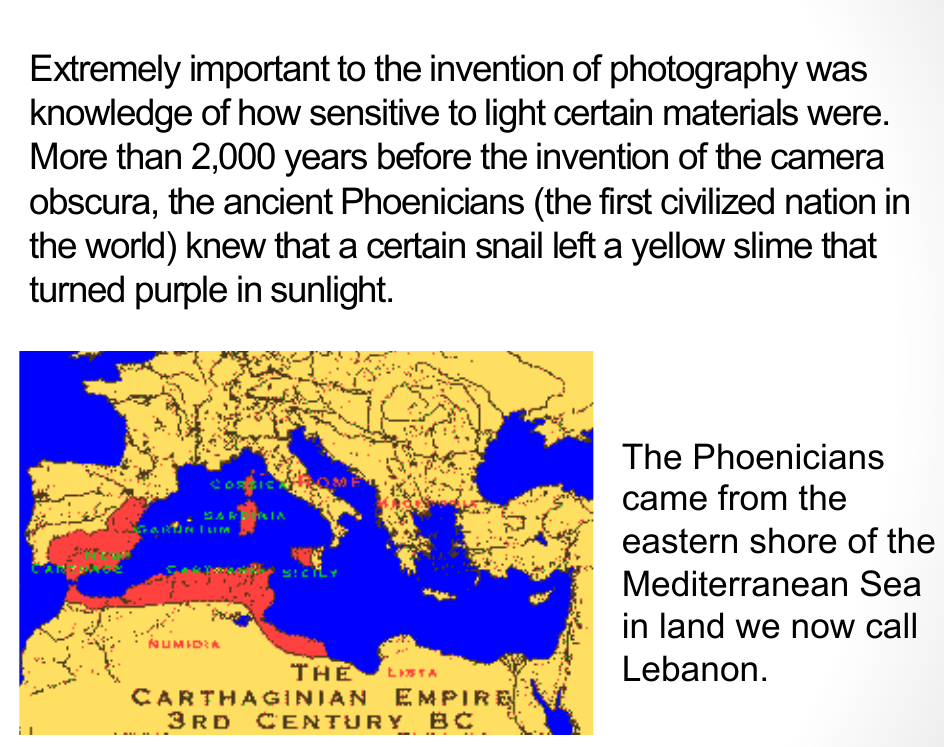 Extremely important to the invention of photography was
knowledge of how sensitive to light certain materials were.
More than 2,000 years before the invention of the camera
obscura, the ancient Phoenicians (the first civilized nation in
the world) knew that a certain snail left a yellow slime that
turned purple in sunlight.
The Phoenicians
came from the
eastern shore of the
Mediterranean Sea
in land we now call
Lebanon.
CORSICA ROME
SARDINIA
NEW
CARTHAGE
SICILY
NUMIDIA
THE
CARTHAGINIAN EMPIRE
3RD CENTURY BC